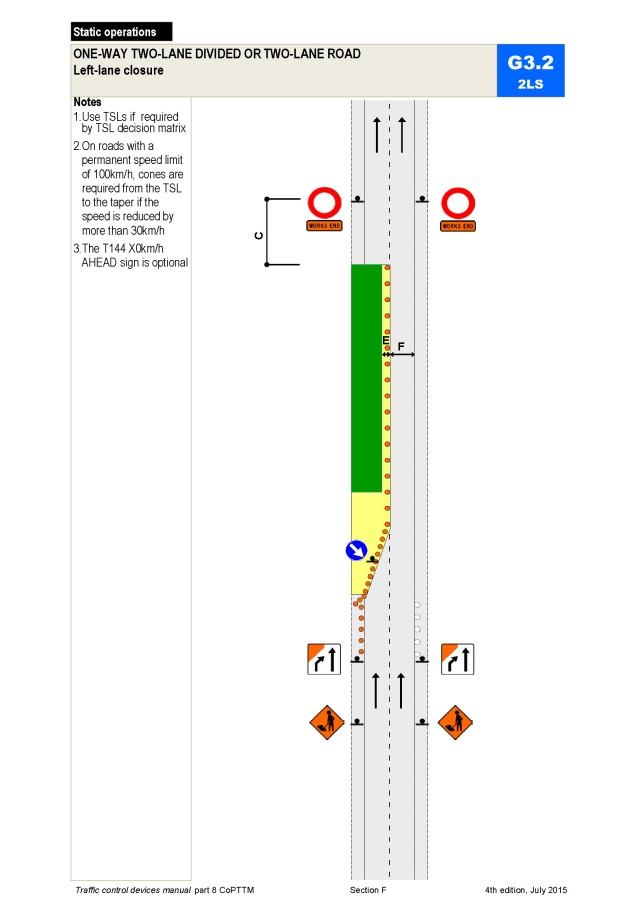 Static operations
ONE-WAY TWO-LANE DIVIDED OR TWO-LANE ROAD
Left-lane closure
G3.2
2LS
Notes
1.Use TSLs if required
by TSL decision matrix
2.On roads with a
permanent speed limit
of 100km/h, cones are
required from the TSL
to the taper if the
speed is reduced by
more than 30km/h
3.The T144 X0km/h
AHEAD sign is optional
WORKS END
WORKS END
C
E
F
Traffic control devices manual part 8 CoPTTM
Section F
4th edition, July 2015